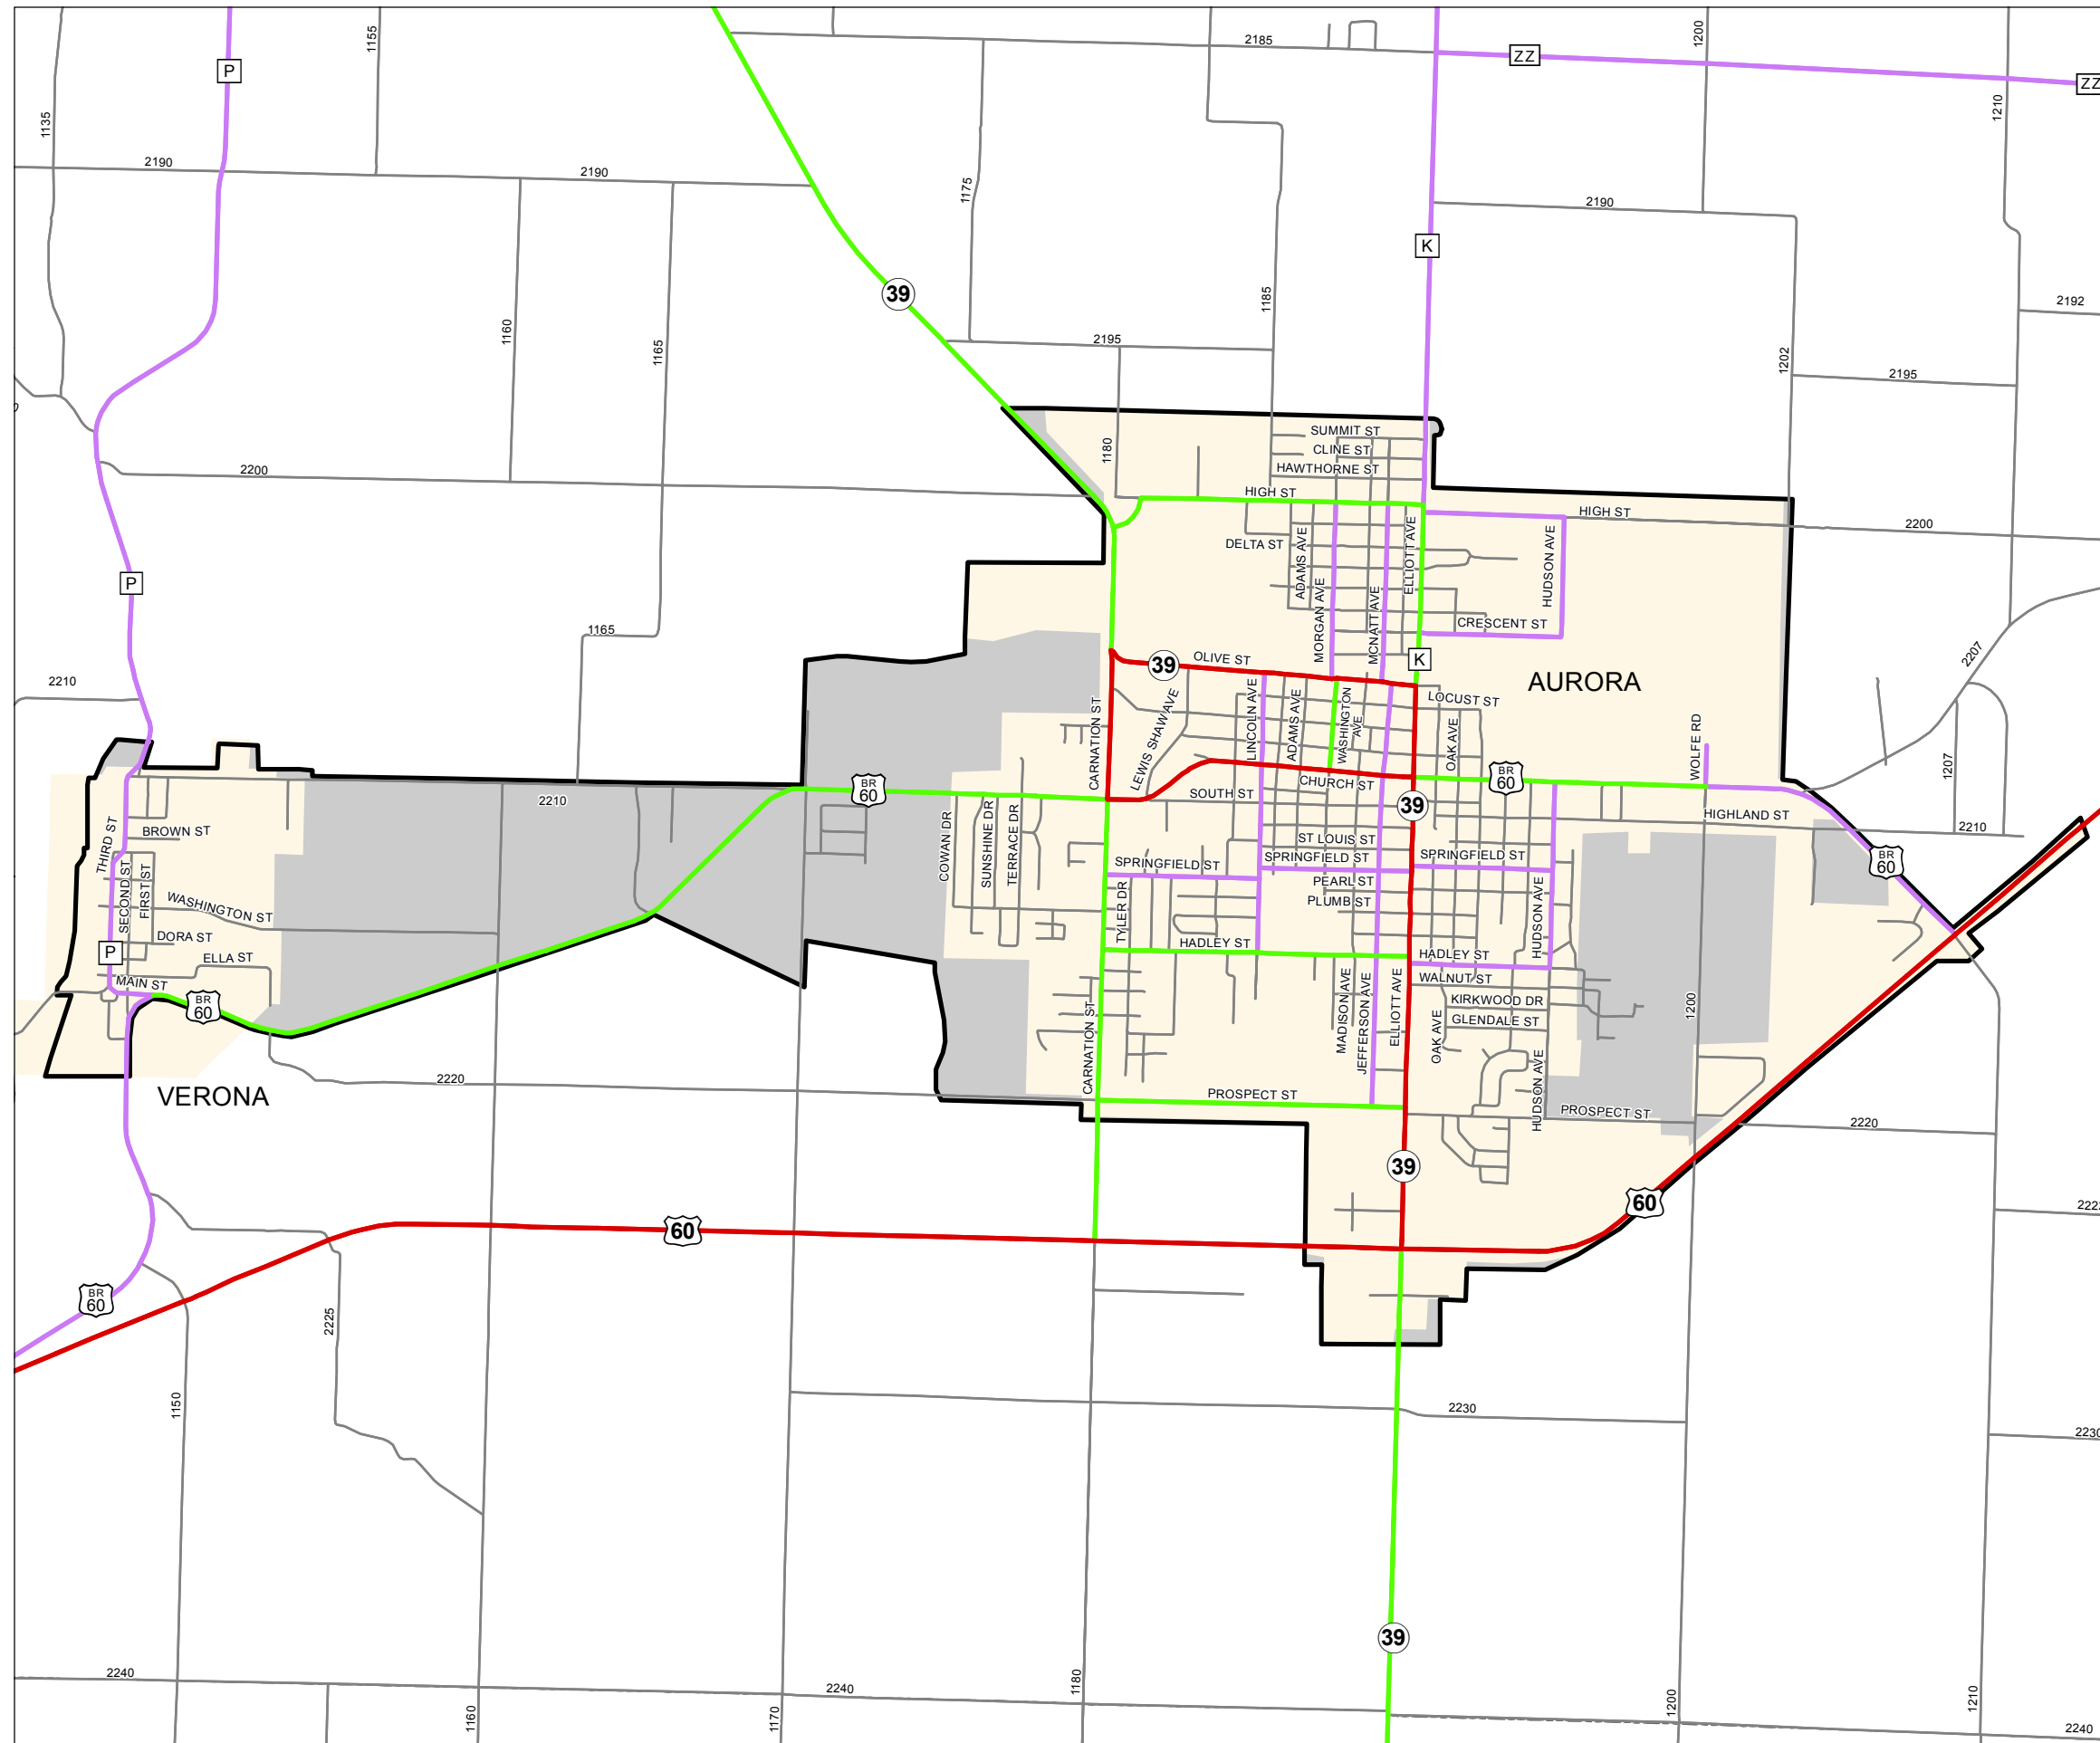 1155
2185
1200
ZZ
P
ZZ
1210
1135
2190
2190
1175
2190
K
39
1185
2192
1160
1165
2195
1202
2195
SUMMIT ST
CLINE ST
1180
HAWTHORNE ST
2200
HIGH ST
HIGH ST
2200
DELTA ST
ADAMS AVE
ELLIOTT AVE
HUDSON AVE
P
MORGAN AVE
MCNATT AVE
CRESCENT ST
1165
39
OLIVE ST
K
2207
2210
AURORA
LOCUST ST
CARNATION ST
LEWIS SHAW AVE
LINCOLN AVE
ADAMS AVE
WASHINGTON
AVE
OAK AVE
WOLFE RD
1207
BR
60
BR
60
CHURCH ST
SOUTH ST
2210
39
HIGHLAND ST
2210
THIRD ST
BROWN ST
COWAN DR
SUNSHINE DR
TERRACE DR
ST LOUIS ST
SPRINGFIELD ST
SPRINGFIELD ST
SPRINGFIELD ST
BR
60
SECOND ST
FIRST ST
PEARL ST
PLUMB ST
WASHINGTON ST
TYLER DR
HUDSON AVE
DORA ST
HADLEY ST
P
ELLA ST
HADLEY ST
MAIN ST
WALNUT ST
BR
60
KIRKWOOD DR
GLENDALE ST
1200
CARNATION ST
MADISON AVE
JEFFERSON AVE
ELLIOTT AVE
OAK AVE
HUDSON AVE
2220
VERONA
PROSPECT ST
PROSPECT ST
2220
39
60
60
BR
60
2225
1150
2230
2230
39
2240
2240
1160
1170
1180
1200
1210
2240